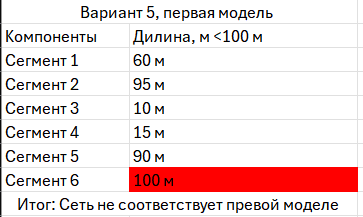 Вариант 5, первая модель
Компоненты Дилина, м <100 м
Сегмент 1 60 м
Сегмент 2 95 м
Сегмент 3 10 м
Сегмент 4 15 м
Сегмент 5 90 м
Сегмент 6 100 м
Итог: Сеть не соответствует превой моделе